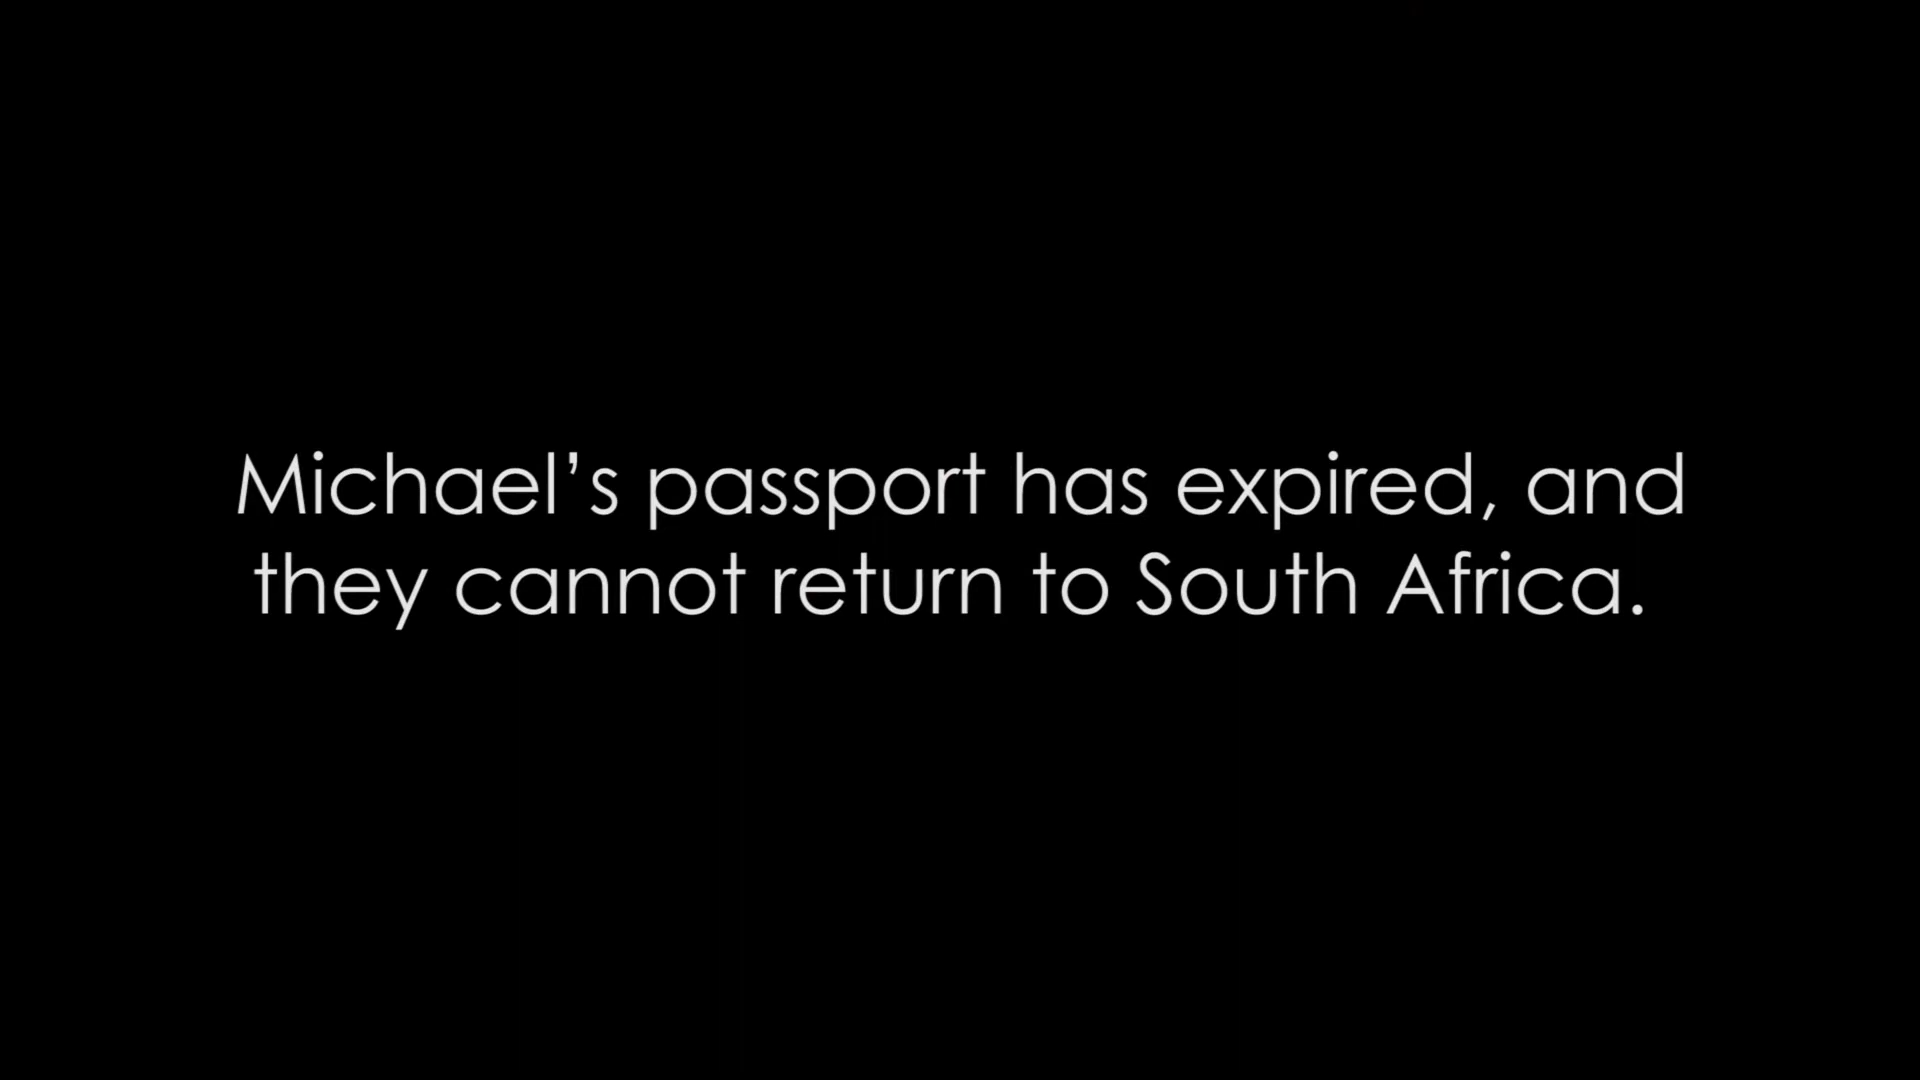 Michael’s passport has expired, and
they cannot return to South Africa.